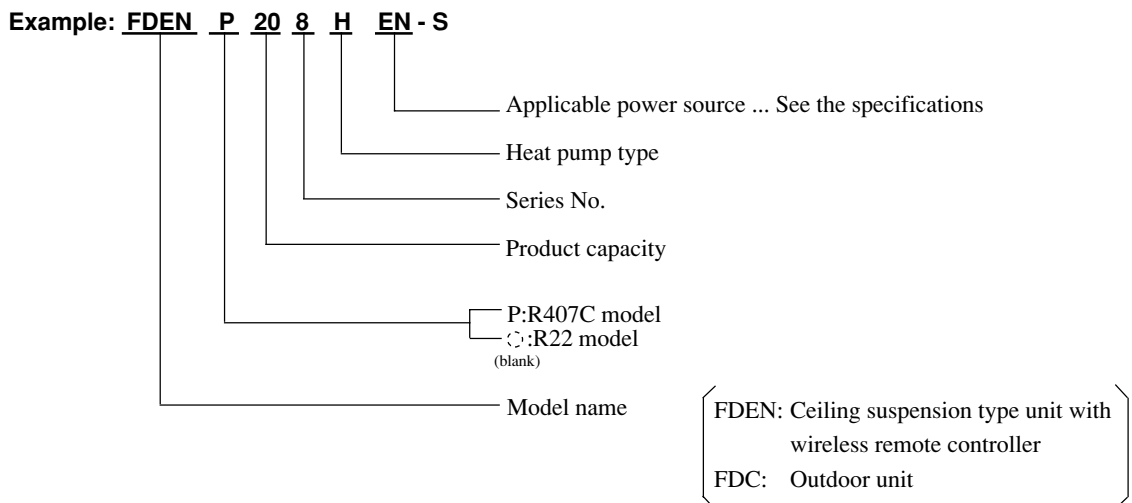 Example: FDEN P 20 8 H EN - S
Applicable power source ... See the specifications
Heat pump type
Series No.
Product capacity
P:R407C model
◌:R22 model
(blank)
Model name
FDEN: Ceiling suspension type unit with
wireless remote controller
FDC: Outdoor unit